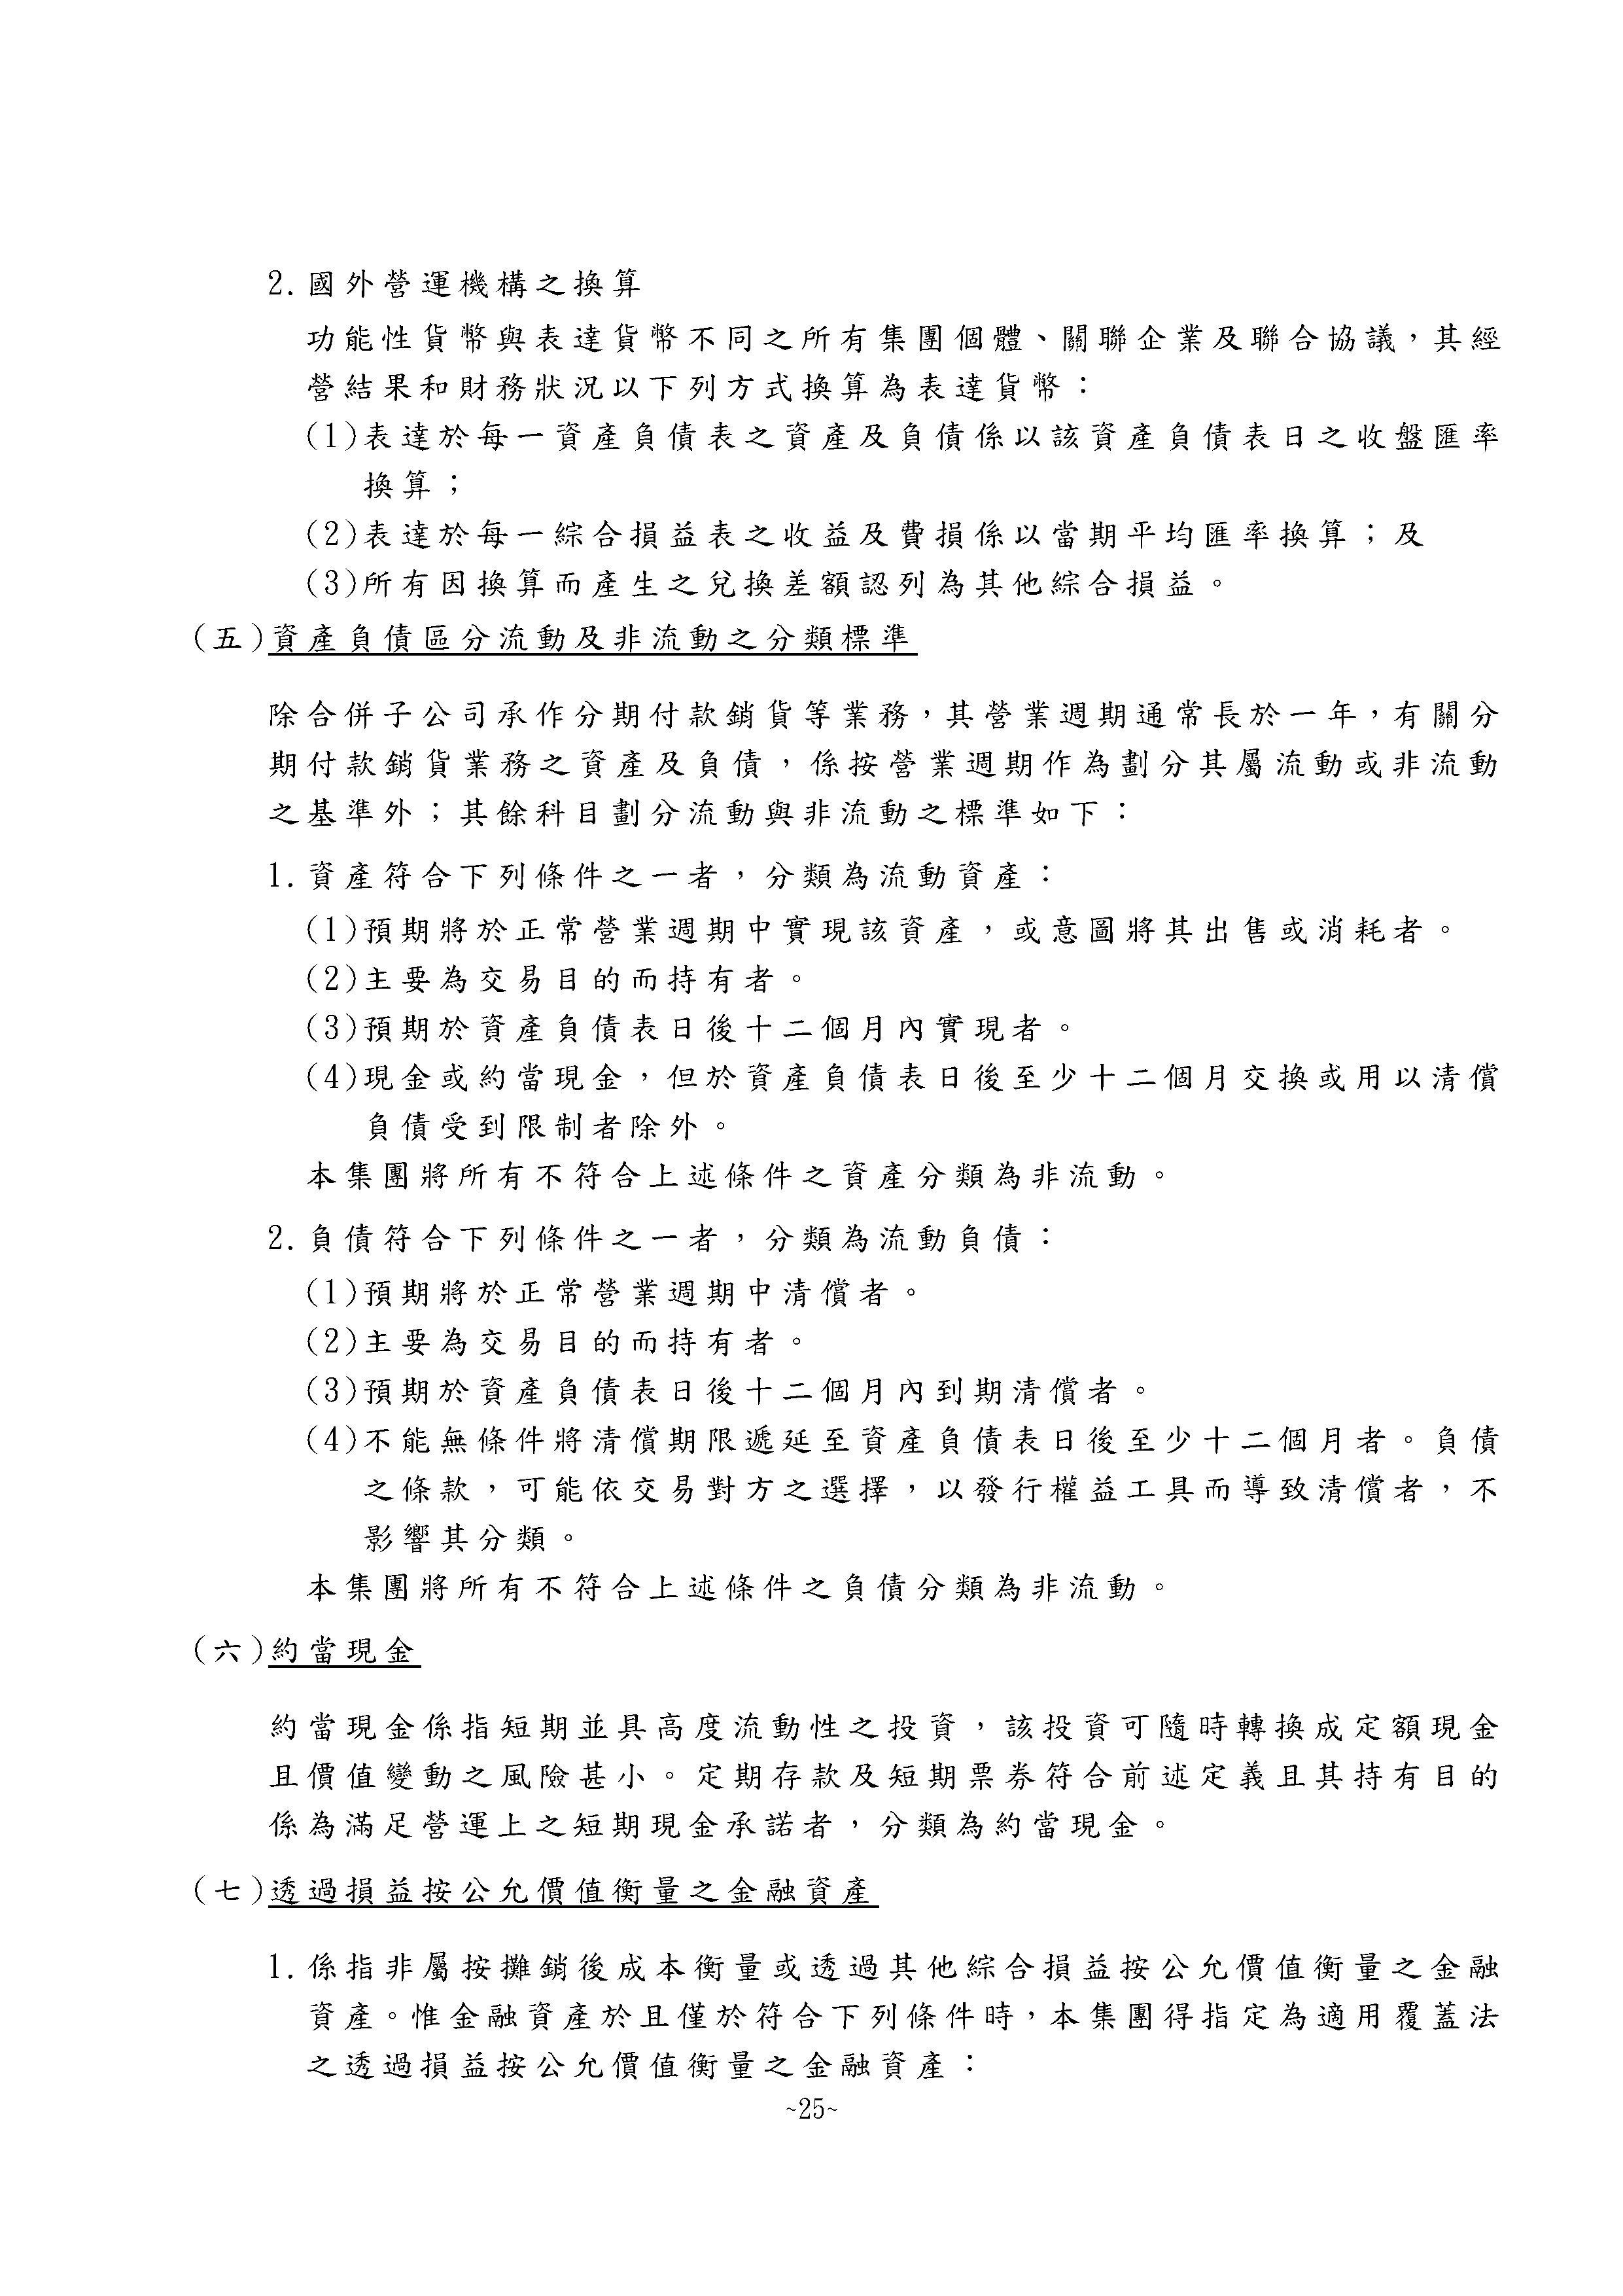 2.國外營運機構之換算
功能性貨幣與表達貨幣不同之所有集團個體、關聯企業及聯合協議，其經
營結果和財務狀況以下列方式換算為表達貨幣：
(1)表達於每一資產負債表之資產及負債係以該資產負債表日之收盤匯率
換算；
(2)表達於每一綜合損益表之收益及費損係以當期平均匯率換算；及
(3)所有因換算而產生之兌換差額認列為其他綜合損益。
(五)資產負債區分流動及非流動之分類標準
除合併子公司承作分期付款銷貨等業務，其營業週期通常長於一年，有關分
期付款銷貨業務之資產及負債，係按營業週期作為劃分其屬流動或非流動
之基準外；其餘科目劃分流動與非流動之標準如下：
1.資產符合下列條件之一者，分類為流動資產：
(1)預期將於正常營業週期中實現該資產，或意圖將其出售或消耗者。
(2)主要為交易目的而持有者。
(3)預期於資產負債表日後十二個月內實現者。
(4)現金或約當現金，但於資產負債表日後至少十二個月交換或用以清償
負債受到限制者除外。
本集團將所有不符合上述條件之資產分類為非流動。
2.負債符合下列條件之一者，分類為流動負債：
(1)預期將於正常營業週期中清償者。
(2)主要為交易目的而持有者。
(3)預期於資產負債表日後十二個月內到期清償者。
(4)不能無條件將清償期限遞延至資產負債表日後至少十二個月者。負債
之條款，可能依交易對方之選擇，以發行權益工具而導致清償者，不
影響其分類。
本集團將所有不符合上述條件之負債分類為非流動。
(六)約當現金
約當現金係指短期並具高度流動性之投資，該投資可隨時轉換成定額現金
且價值變動之風險甚小。定期存款及短期票券符合前述定義且其持有目的
係為滿足營運上之短期現金承諾者，分類為約當現金。
(七)透過損益按公允價值衡量之金融資產
1.係指非屬按攤銷後成本衡量或透過其他綜合損益按公允價值衡量之金融
資產。惟金融資產於且僅於符合下列條件時，本集團得指定為適用覆蓋法
之透過損益按公允價值衡量之金融資產：
~25~